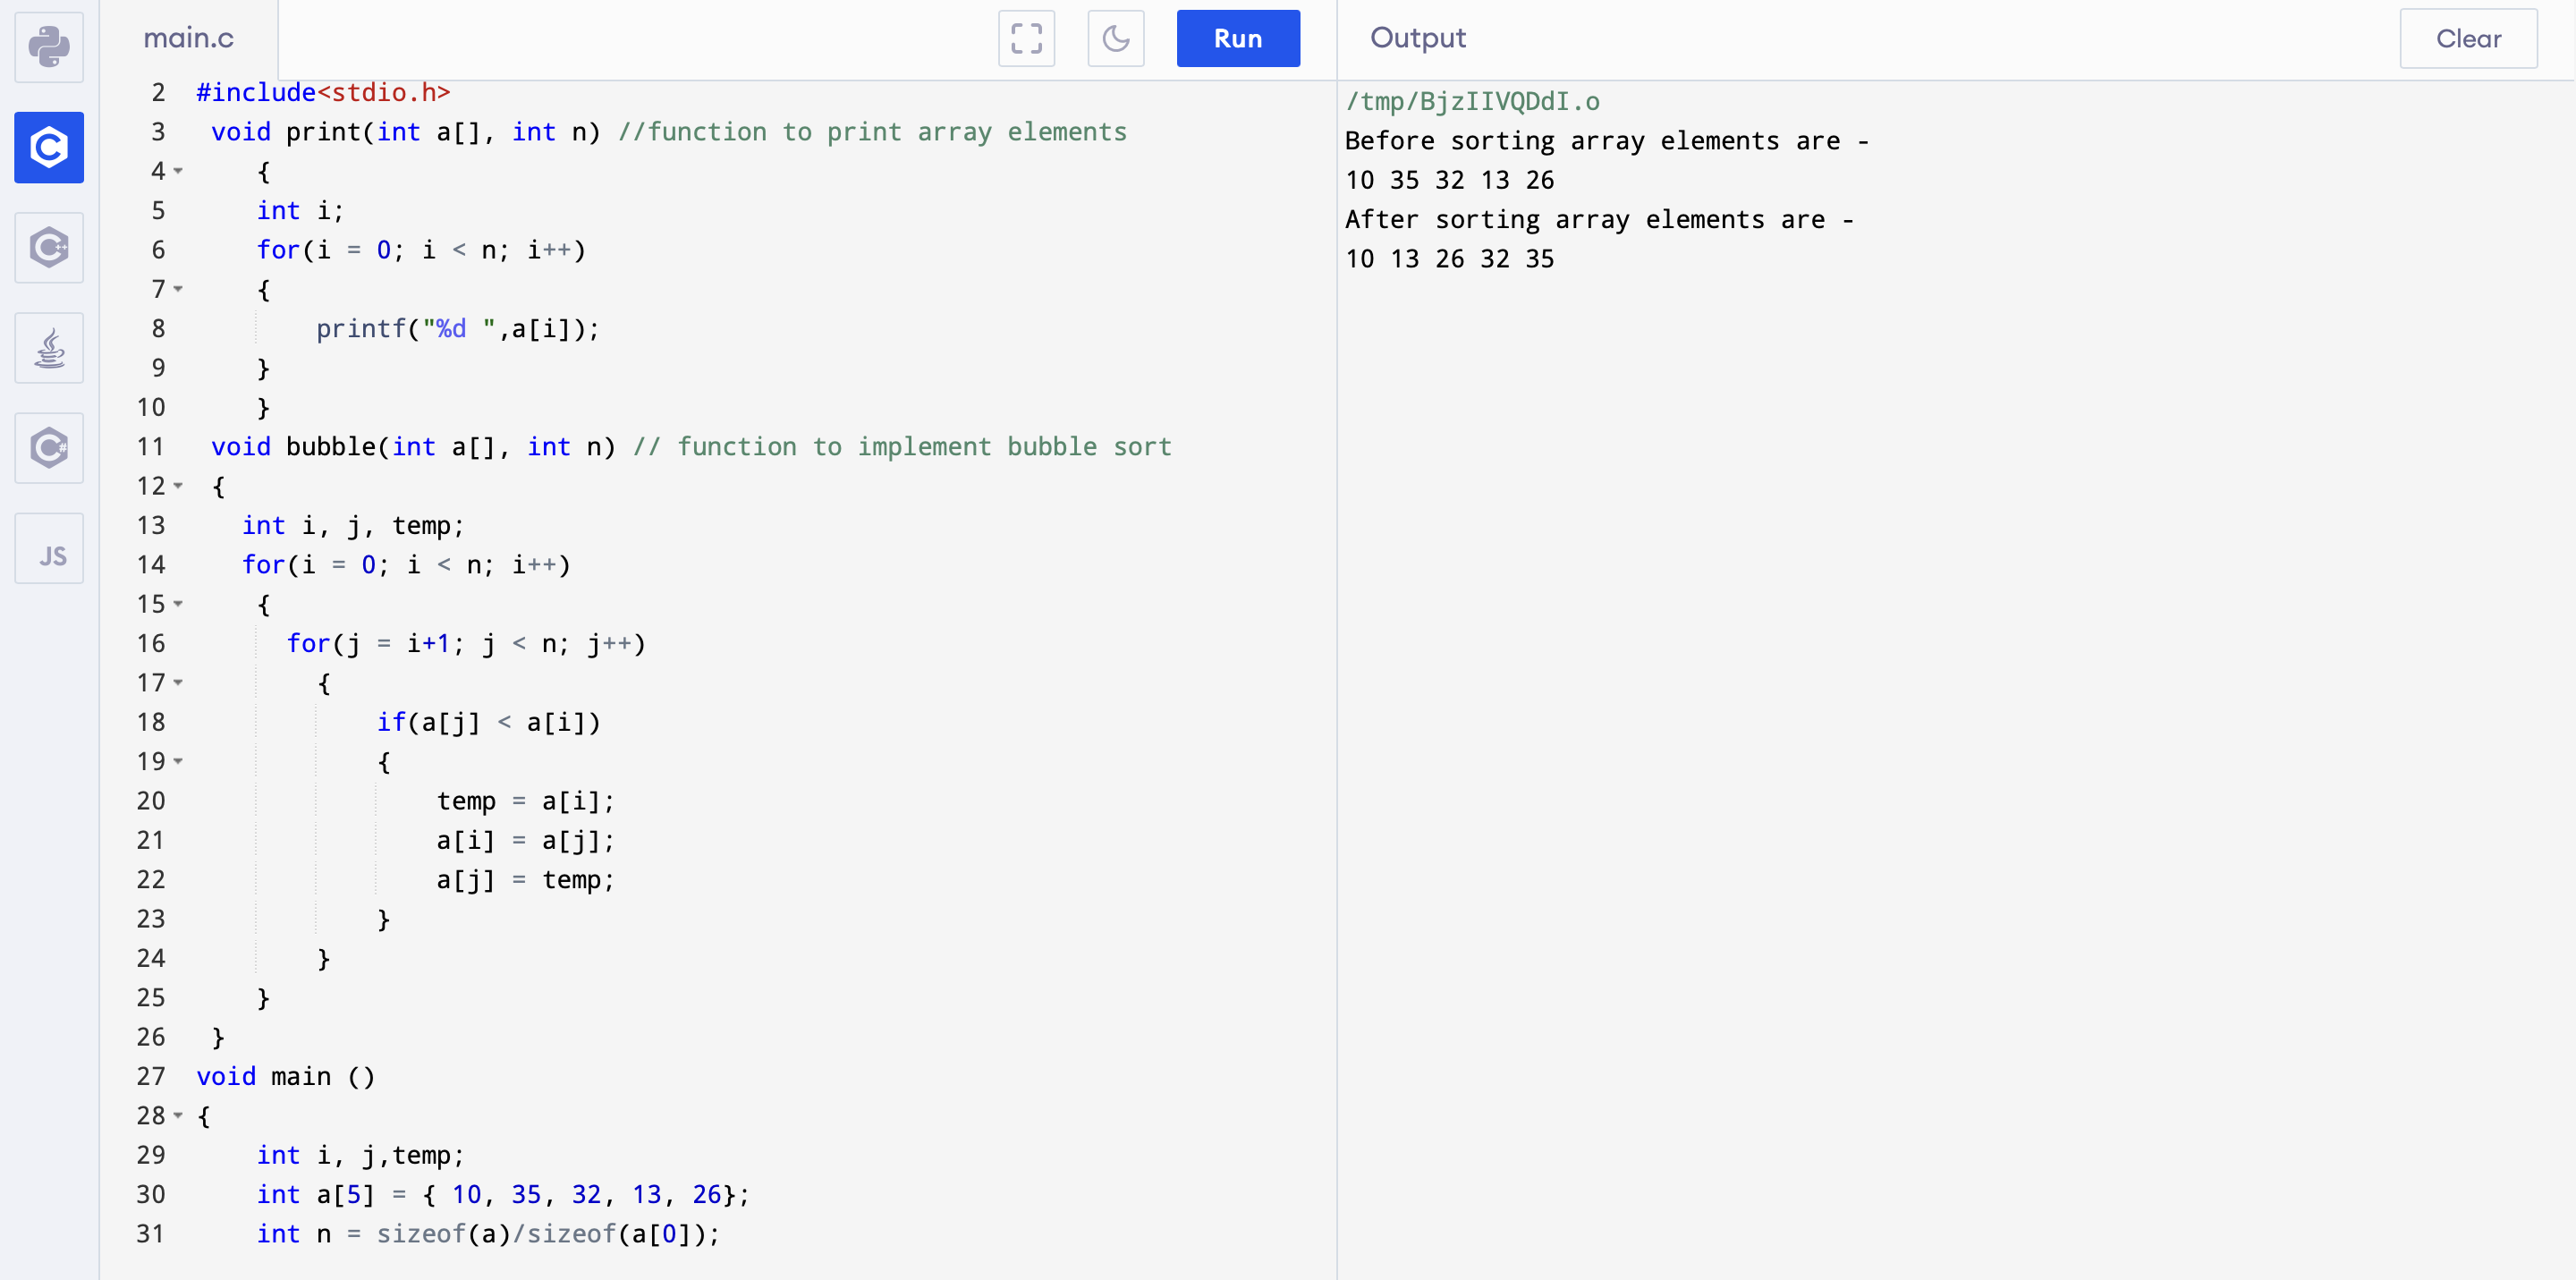 main.c
Run
Output
Clear
2 #include<stdio.h>
3 void print(int a[], int n) //function to print array elements
4 {
5 int i;
6 for(i = 0; i < n; i++)
7 {
8 printf("%d ",a[i]);
9 }
10 }
11 void bubble(int a[], int n) // function to implement bubble sort
12 {
13 int i, j, temp;
14 for(i = 0; i < n; i++)
15 {
16 for(j = i+1; j < n; j++)
17 {
18 if(a[j] < a[i])
19 {
20 temp = a[i];
21 a[i] = a[j];
22 a[j] = temp;
23 }
24 }
25 }
26 }
27 void main ()
28 {
29 int i, j,temp;
30 int a[5] = { 10, 35, 32, 13, 26};
31 int n = sizeof(a)/sizeof(a[0]);
/tmp/BjzIIVQDdI.o
Before sorting array elements are -
10 35 32 13 26
After sorting array elements are -
10 13 26 32 35
C
C++
C#
JS